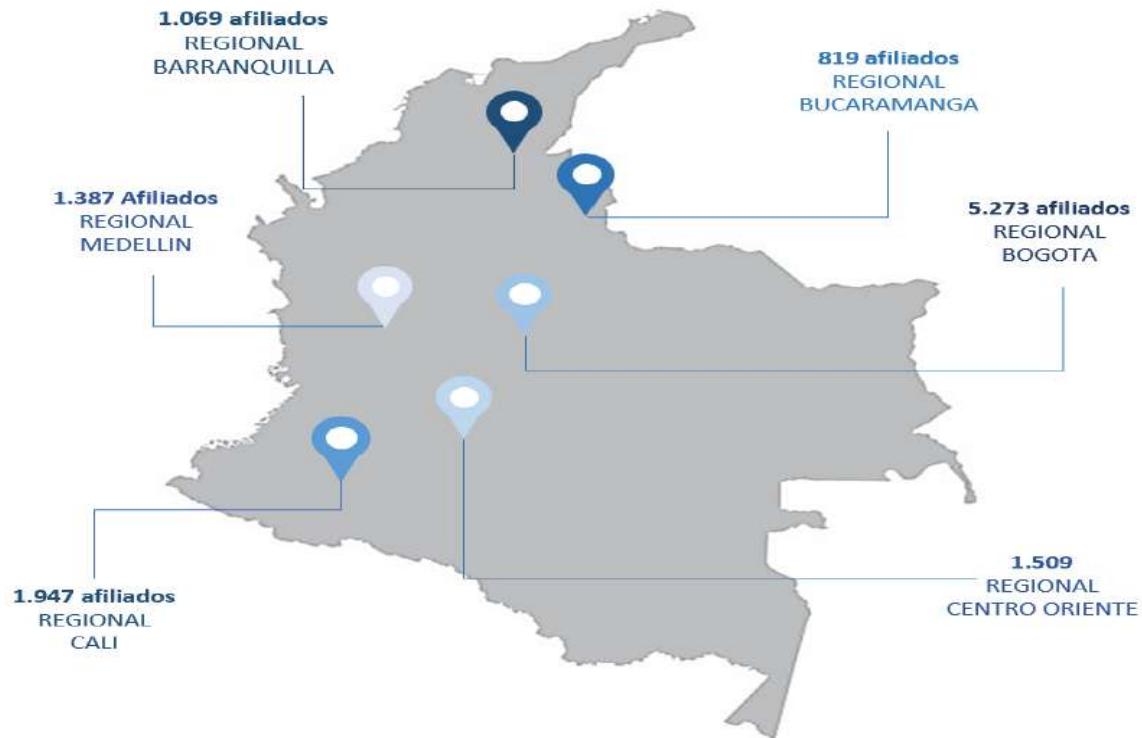 1.069 afiliados
REGIONAL
BARRANQUILLA
819 afiliados
REGIONAL
BUCARAMANGA
1.387 Afiliados
REGIONAL
MEDELLIN
5.273 afiliados
REGIONAL
BOGOTA
1.947 afiliados
REGIONAL
CALI
1.509
REGIONAL
CENTRO ORIENTE